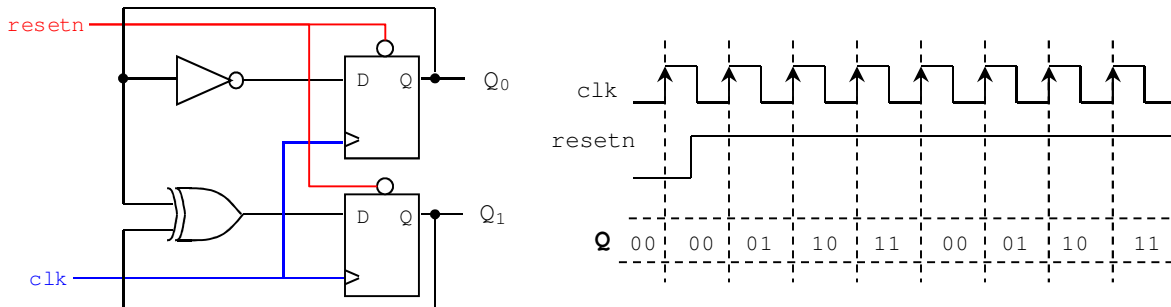 resetn
D Q
Q0
D Q
Q1
clk
clk
resetn
Q 00 00 01 10 11 00 01 10 11